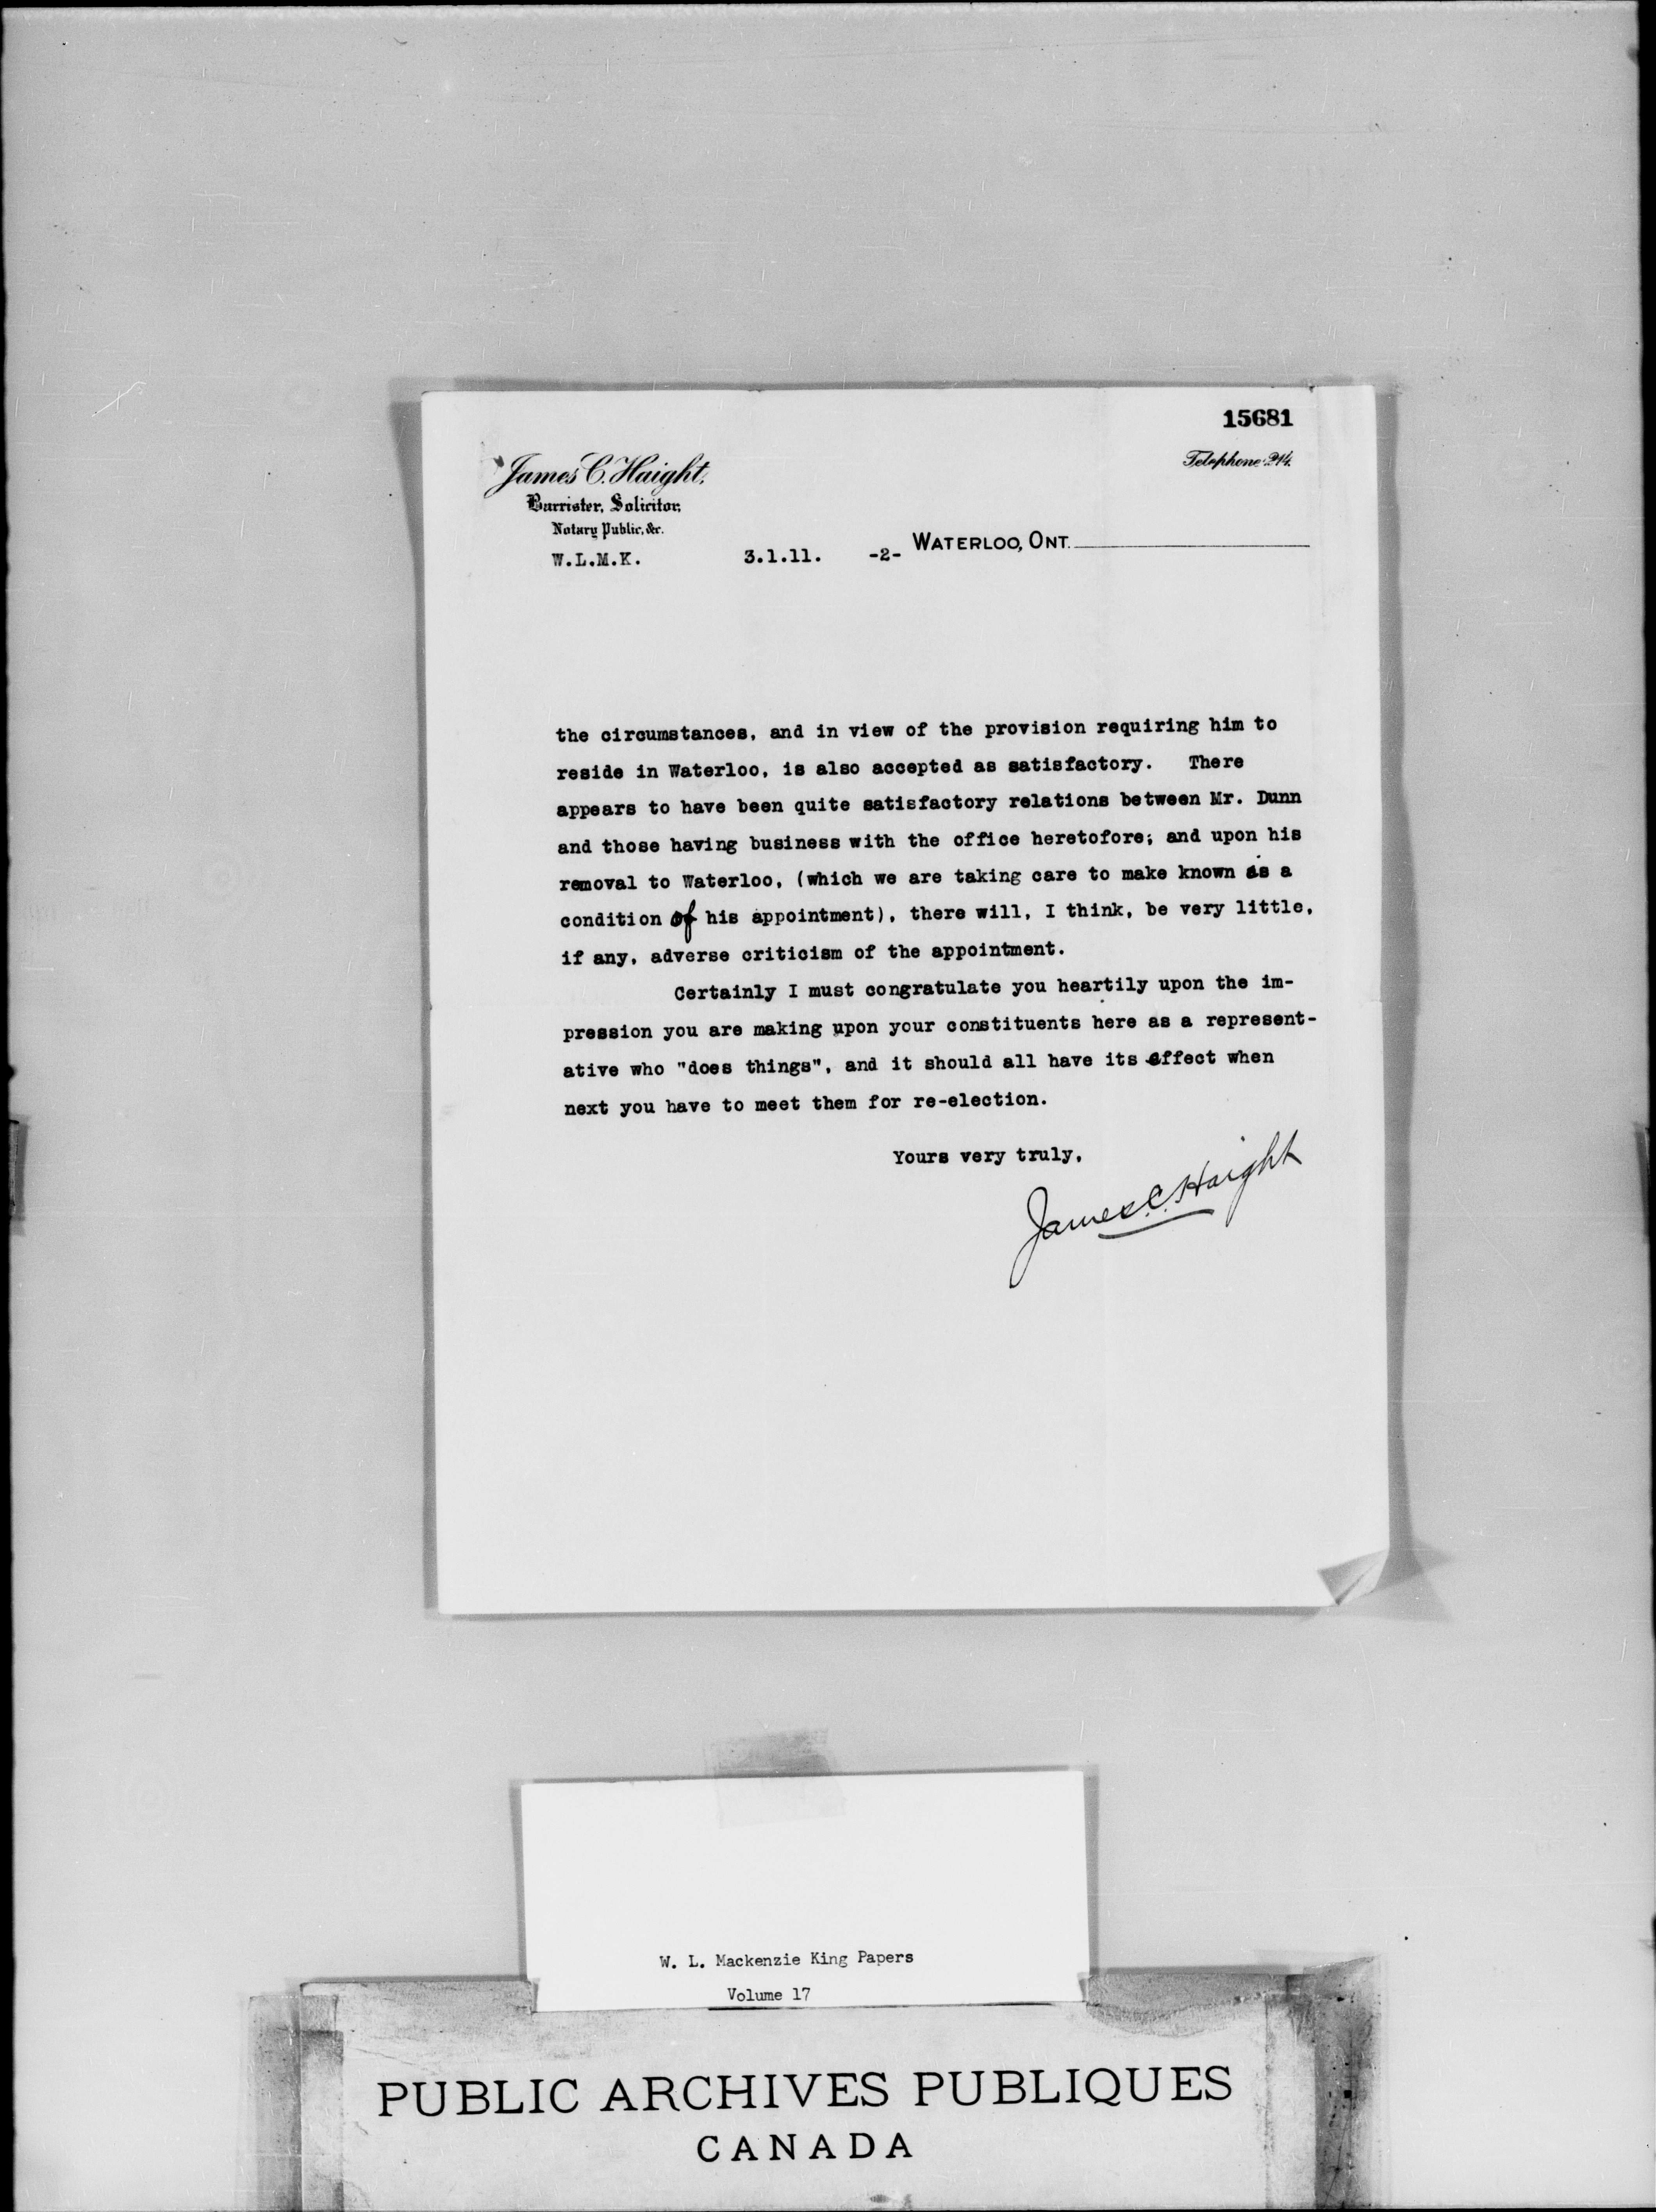 15681
James C. Haight,
Telephone 214.
Barrister, Solicitor,
Notary Public, &c.
WATERLOO, ONT.
W.L.M.K. 3.1.11. -2-
the circumstances, and in view of the provision requiring him to
reside in Waterloo, is also accepted as satisfactory. There
appears to have been quite satisfactory relations between Mr. Dunn
and those having business with the office heretofore; and upon his
removal to Waterloo, (which we are taking care to make known is a
condition of his appointment), there will, I think, be very little,
if any, adverse criticism of the appointment.
Certainly I must congratulate you heartily upon the im-
pression you are making upon your constituents here as a represent-
ative who "does things", and it should all have its effect when
next you have to meet them for re-election.
Yours very truly,
James C. Haight
W. L. Mackenzie King Papers
Volume 17
PUBLIC ARCHIVES PUBLIQUES
CANADA